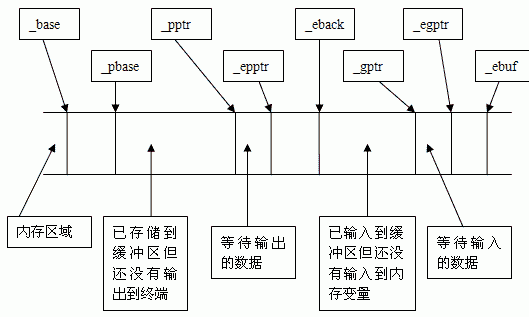 _base
_pptr
_eback
_egptr
_pbase
_epptr
_gptr
_ebuf
内存区域
已存储到
缓冲区但
还没有输
出到终端
等待输出
的数据
已输入到缓
冲区但还没
有输入到内
存变量
等待输入
的数据